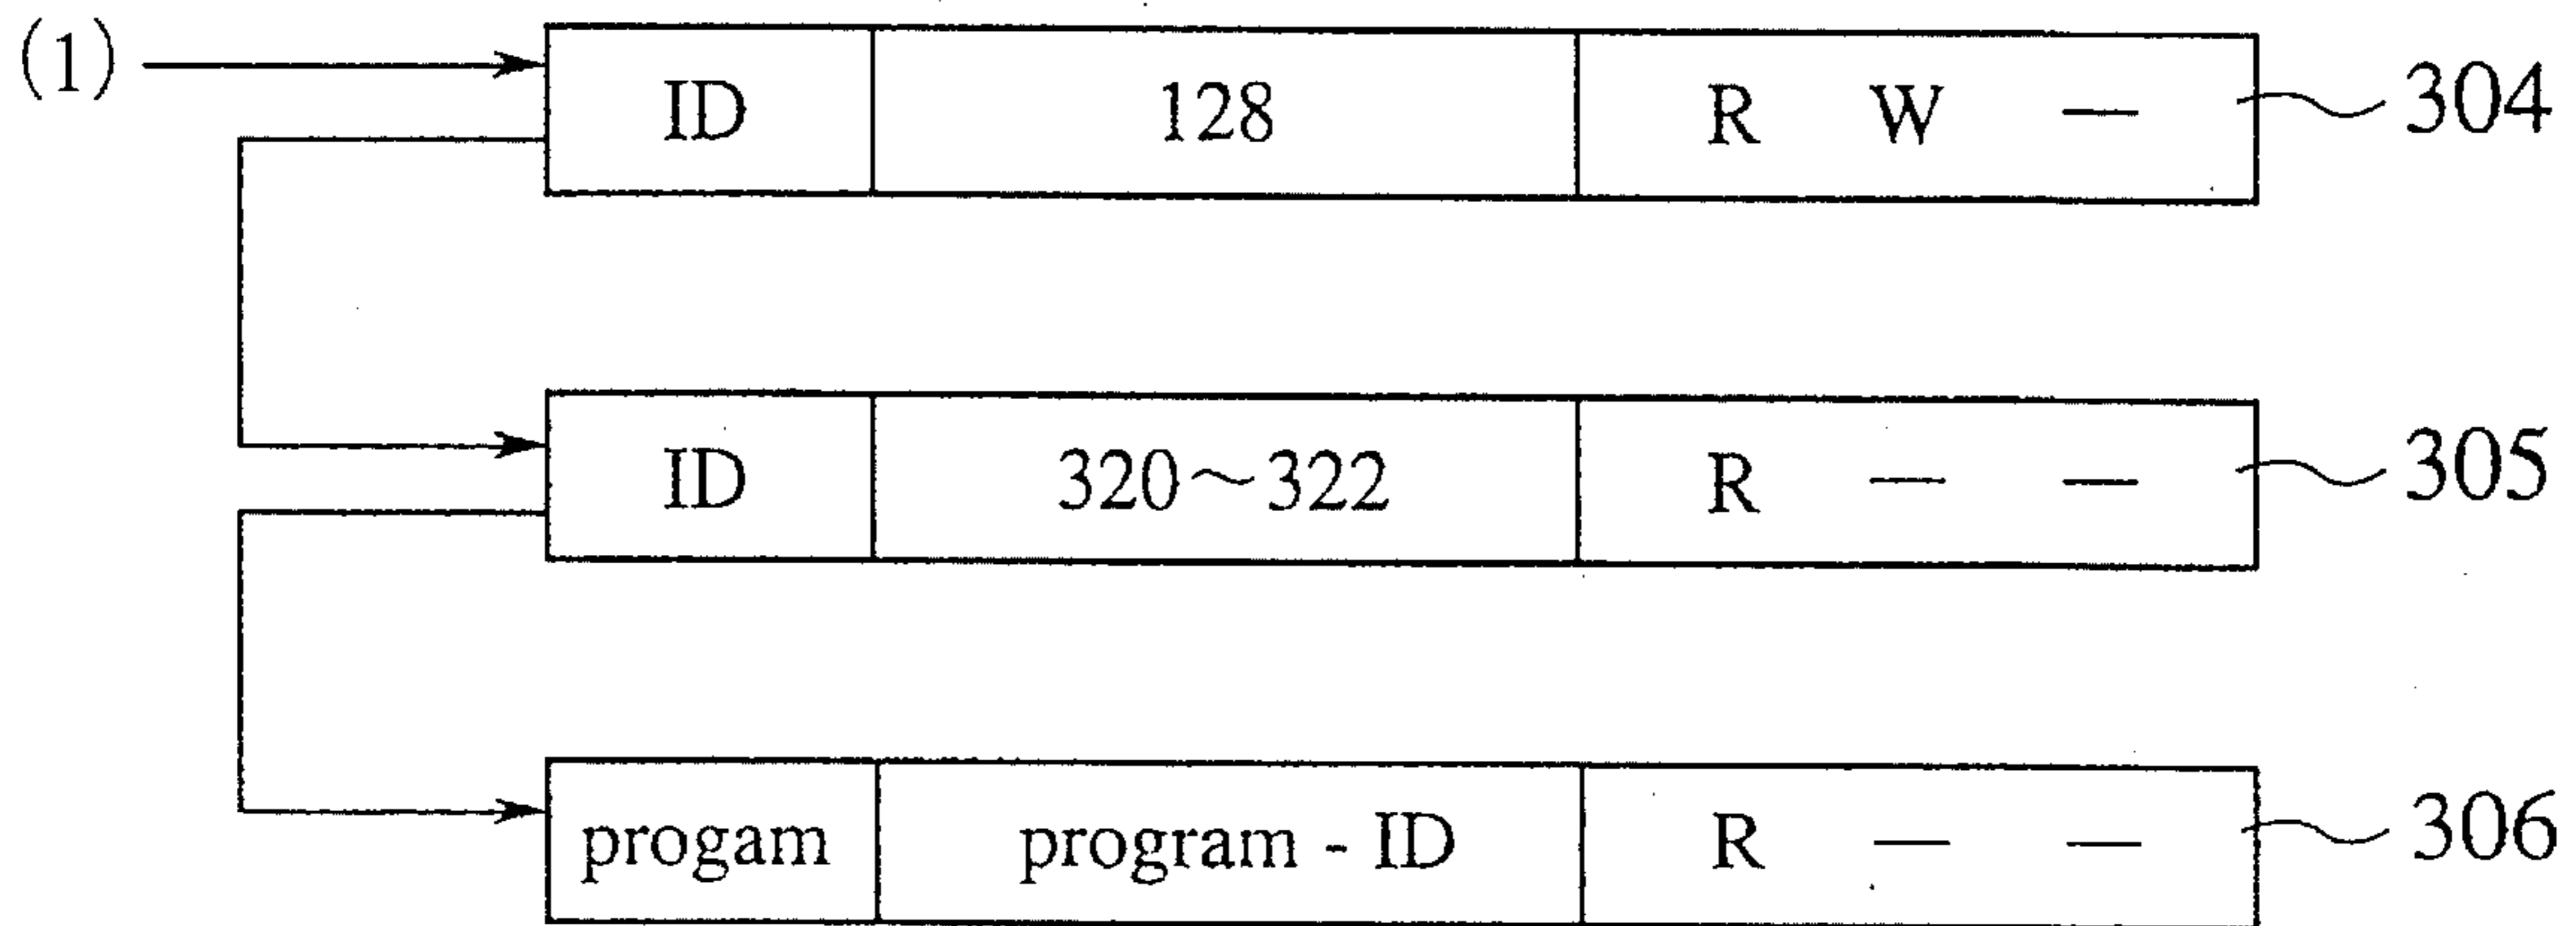 (1) ID 128 R W — 304
ID 320～322 R — — 305
progam program - ID R — — 306